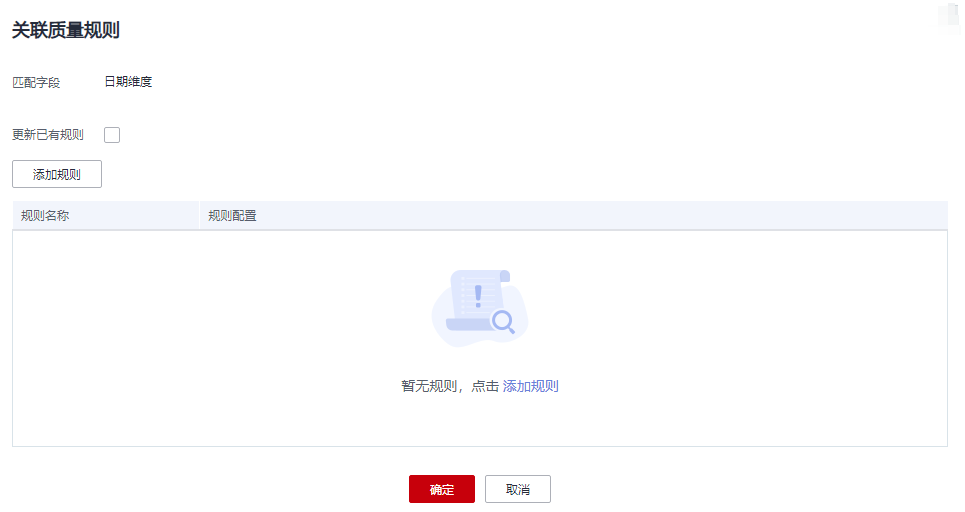 关联质量规则
匹配字段 日期维度
更新已有规则
添加规则
规则名称 规则配置
暂无规则，点击 添加规则
确定 取消